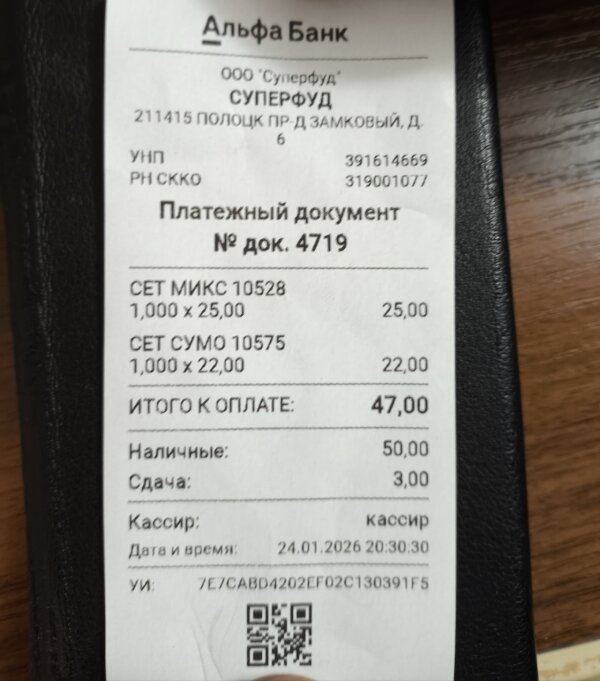 Альфа Банк
ООО "Суперфуд"
СУПЕРФУД
211415 ПОЛОЦК ПР-Д ЗАМКОВЫЙ, Д.
6
УНП 391614669
РН СККО 319001077
Платежный документ
№ док. 4719
СЕТ МИКС 10528
1,000 x 25,00 25,00
СЕТ СУМО 10575
1,000 x 22,00 22,00
ИТОГО К ОПЛАТЕ: 47,00
Наличные: 50,00
Сдача: 3,00
Кассир: кассир
Дата и время: 24.01.2026 20:30:30
УИ: 7E7CABD4202EF02C130391F5